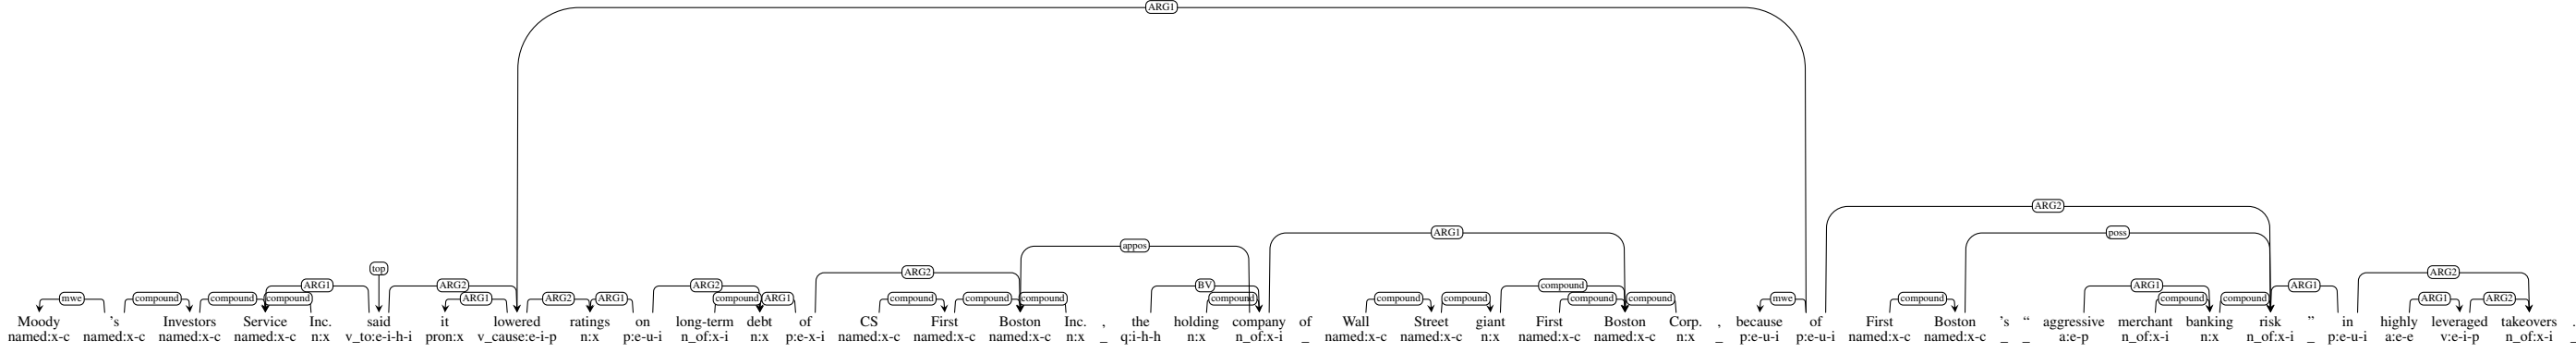 ARG1
ARG2
poss
ARG1
appos
ARG2 ARG2
top
ARG1 ARG2 ARG2 BV compound ARG1 ARG1
mwe compound compound compound ARG1 ARG2 ARG1 compound ARG1 compound compound compound compound compound compound compound compound mwe compound compound compound ARG1 ARG2
Moody 's Investors Service Inc. said it lowered ratings on long-term debt of CS First Boston Inc. , the holding company of Wall Street giant First Boston Corp. , because of First Boston 's “ aggressive merchant banking risk ” in highly leveraged takeovers .
named:x-c named:x-c named:x-c named:x-c n:x v_to:e-i-h-i pron:x v_cause:e-i-p n:x p:e-u-i n_of:x-i n:x p:e-x-i named:x-c named:x-c named:x-c n:x _ q:i-h-h n:x n_of:x-i _ named:x-c named:x-c n:x named:x-c named:x-c n:x _ p:e-u-i p:e-u-i named:x-c named:x-c _ _ a:e-p n_of:x-i n:x n_of:x-i _ p:e-u-i a:e-e v:e-i-p n_of:x-i _